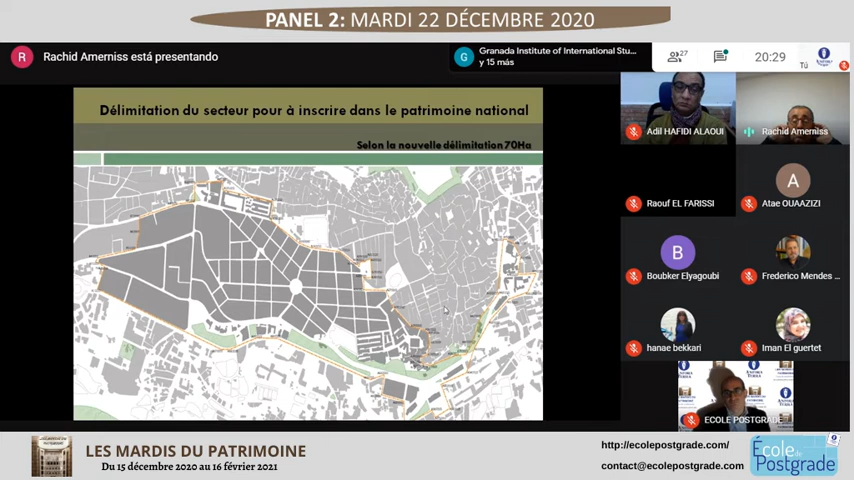 PANEL 2: MARDI 22 DÉCEMBRE 2020
R
Rachid Amerniss está presentando
G
Granada Institute of International Stu...
y 15 más
27
20:29
Tú
Délimitation du secteur pour à inscrire dans le patrimoine national
Selon la nouvelle délimitation 70Ha
Adil HAFIDI ALAOUI
Rachid Amerniss
Raouf EL FARISSI
A
Atae OUAAZIZI
B
Boubker Elyagoubi
Frederico Mendes ...
hanae bekkari
Iman El guertet
ECOLE POSTGRADE
LES MARDIS DU PATRIMOINE
Du 15 décembre 2020 au 16 février 2021
http://ecolepostgrade.com/
contact@ecolepostgrade.com
École de
Postgrade